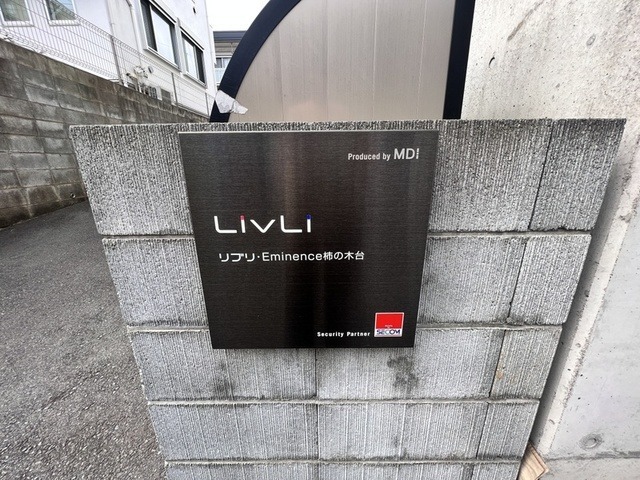 Produced by MDI
LivLi
リブリ・Eminence柿の木台
Security Partner
SECOM